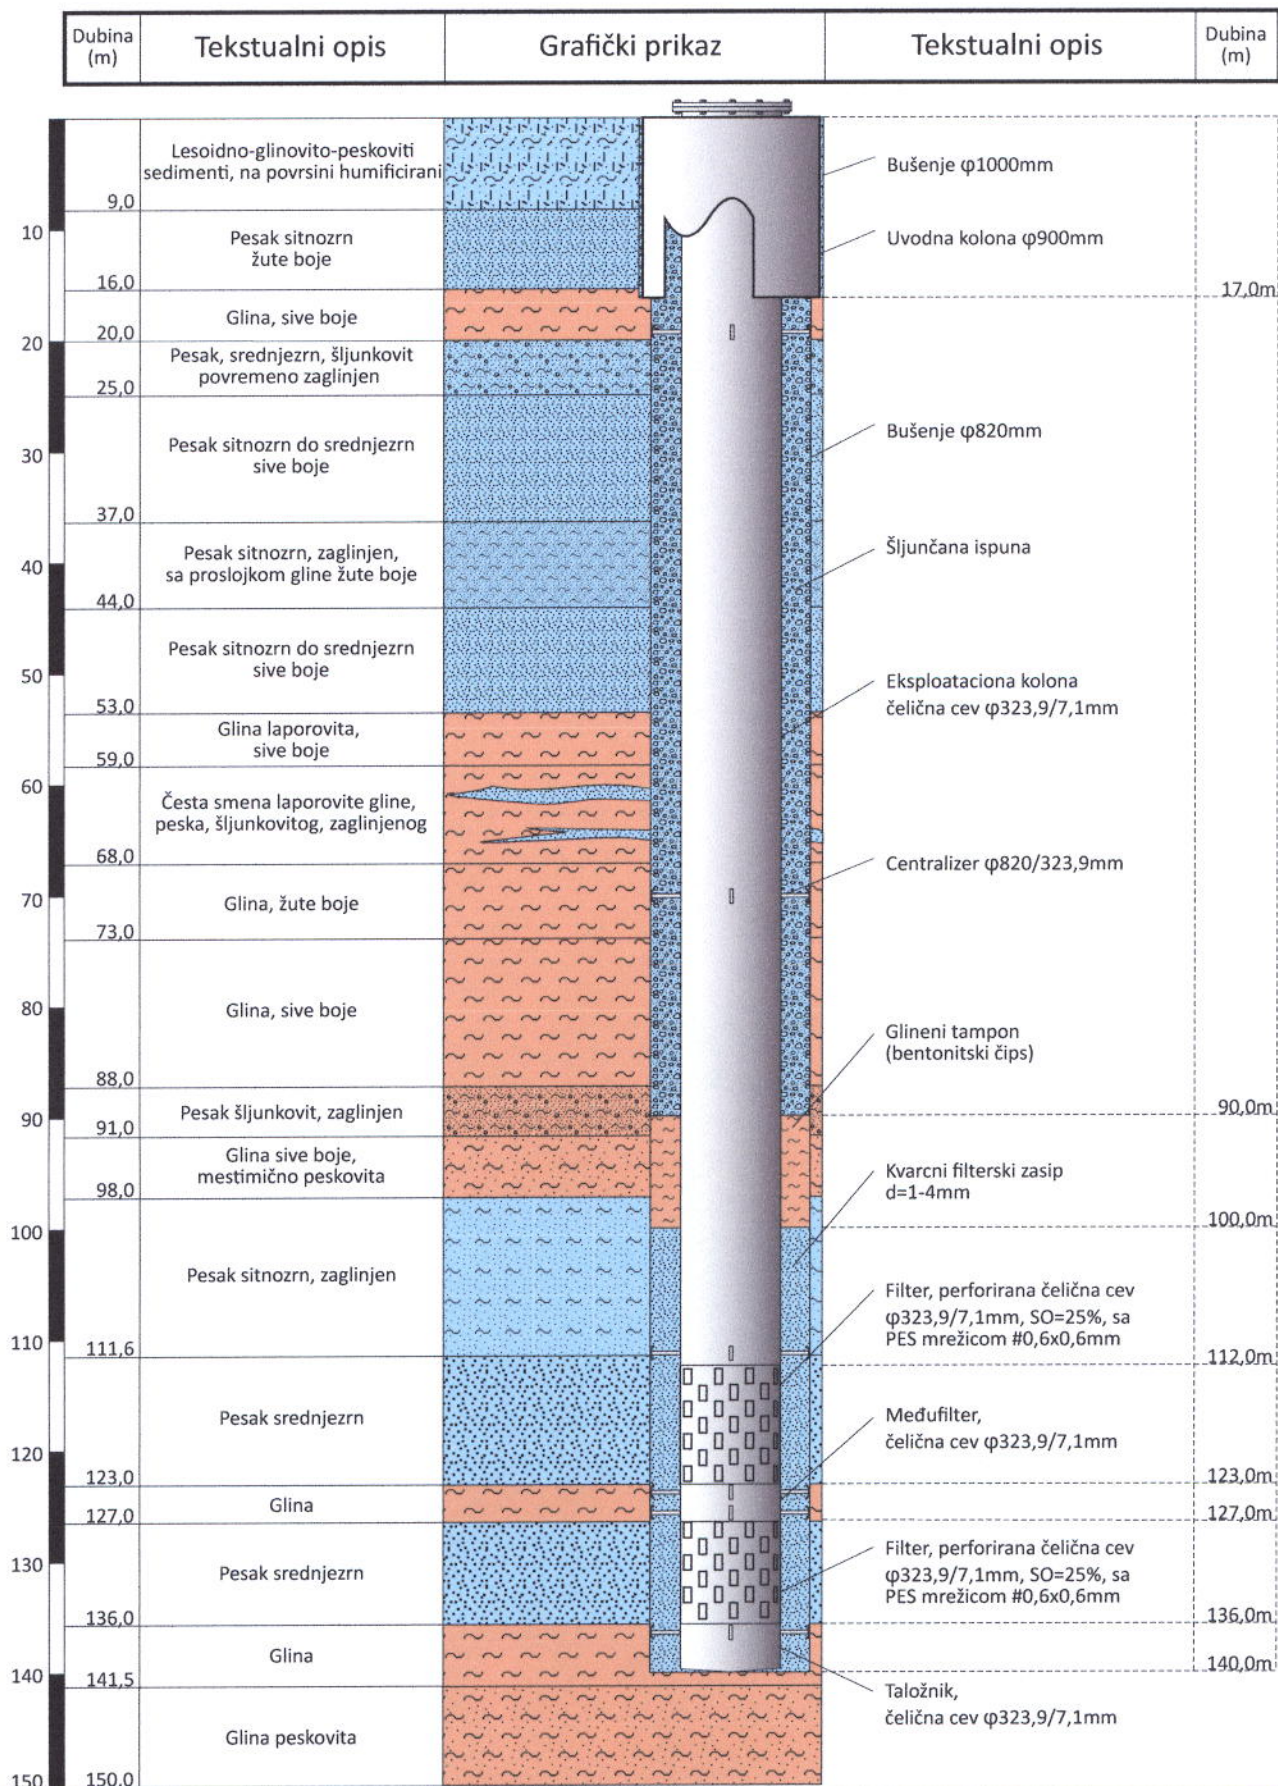 Dubina
(m)
Tekstualni opis
Grafički prikaz
Tekstualni opis
Dubina
(m)
Lesoidno-glinovito-peskoviti
sedimenti, na povrsini humificirani
9,0
10
Pesak sitnozrn
žute boje
16,0
Glina, sive boje
20,0
20
Pesak, srednjezrn, šljunkovit
povremeno zaglinjen
25,0
30
Pesak sitnozrn do srednjezrn
sive boje
37,0
40
Pesak sitnozrn, zaglinjen,
sa proslojkom gline žute boje
44,0
Pesak sitnozrn do srednjezrn
sive boje
50
53,0
Glina laporovita,
sive boje
59,0
60
Česta smena laporovite gline,
peska, šljunkovitog, zaglinjenog
68,0
70
Glina, žute boje
73,0
80
Glina, sive boje
88,0
90
Pesak šljunkovit, zaglinjen
91,0
Glina sive boje,
mestimično peskovita
98,0
100
Pesak sitnozrn, zaglinjen
110
111,6
Pesak srednjezrn
120
123,0
Glina
127,0
130
Pesak srednjezrn
136,0
Glina
140
141,5
Glina peskovita
150
150,0
Bušenje φ1000mm
Uvodna kolona φ900mm
17,0m
Bušenje φ820mm
Šljunčana ispuna
Eksploataciona kolona
čelična cev φ323,9/7,1mm
Centralizer φ820/323,9mm
Glineni tampon
(bentonitski čips)
90,0m
Kvarcni filterski zasip
d=1-4mm
100,0m
Filter, perforirana čelična cev
φ323,9/7,1mm, SO=25%, sa
PES mrežicom #0,6x0,6mm
112,0m
Međufilter,
čelična cev φ323,9/7,1mm
123,0m
127,0m
Filter, perforirana čelična cev
φ323,9/7,1mm, SO=25%, sa
PES mrežicom #0,6x0,6mm
136,0m
140,0m
Taložnik,
čelična cev φ323,9/7,1mm